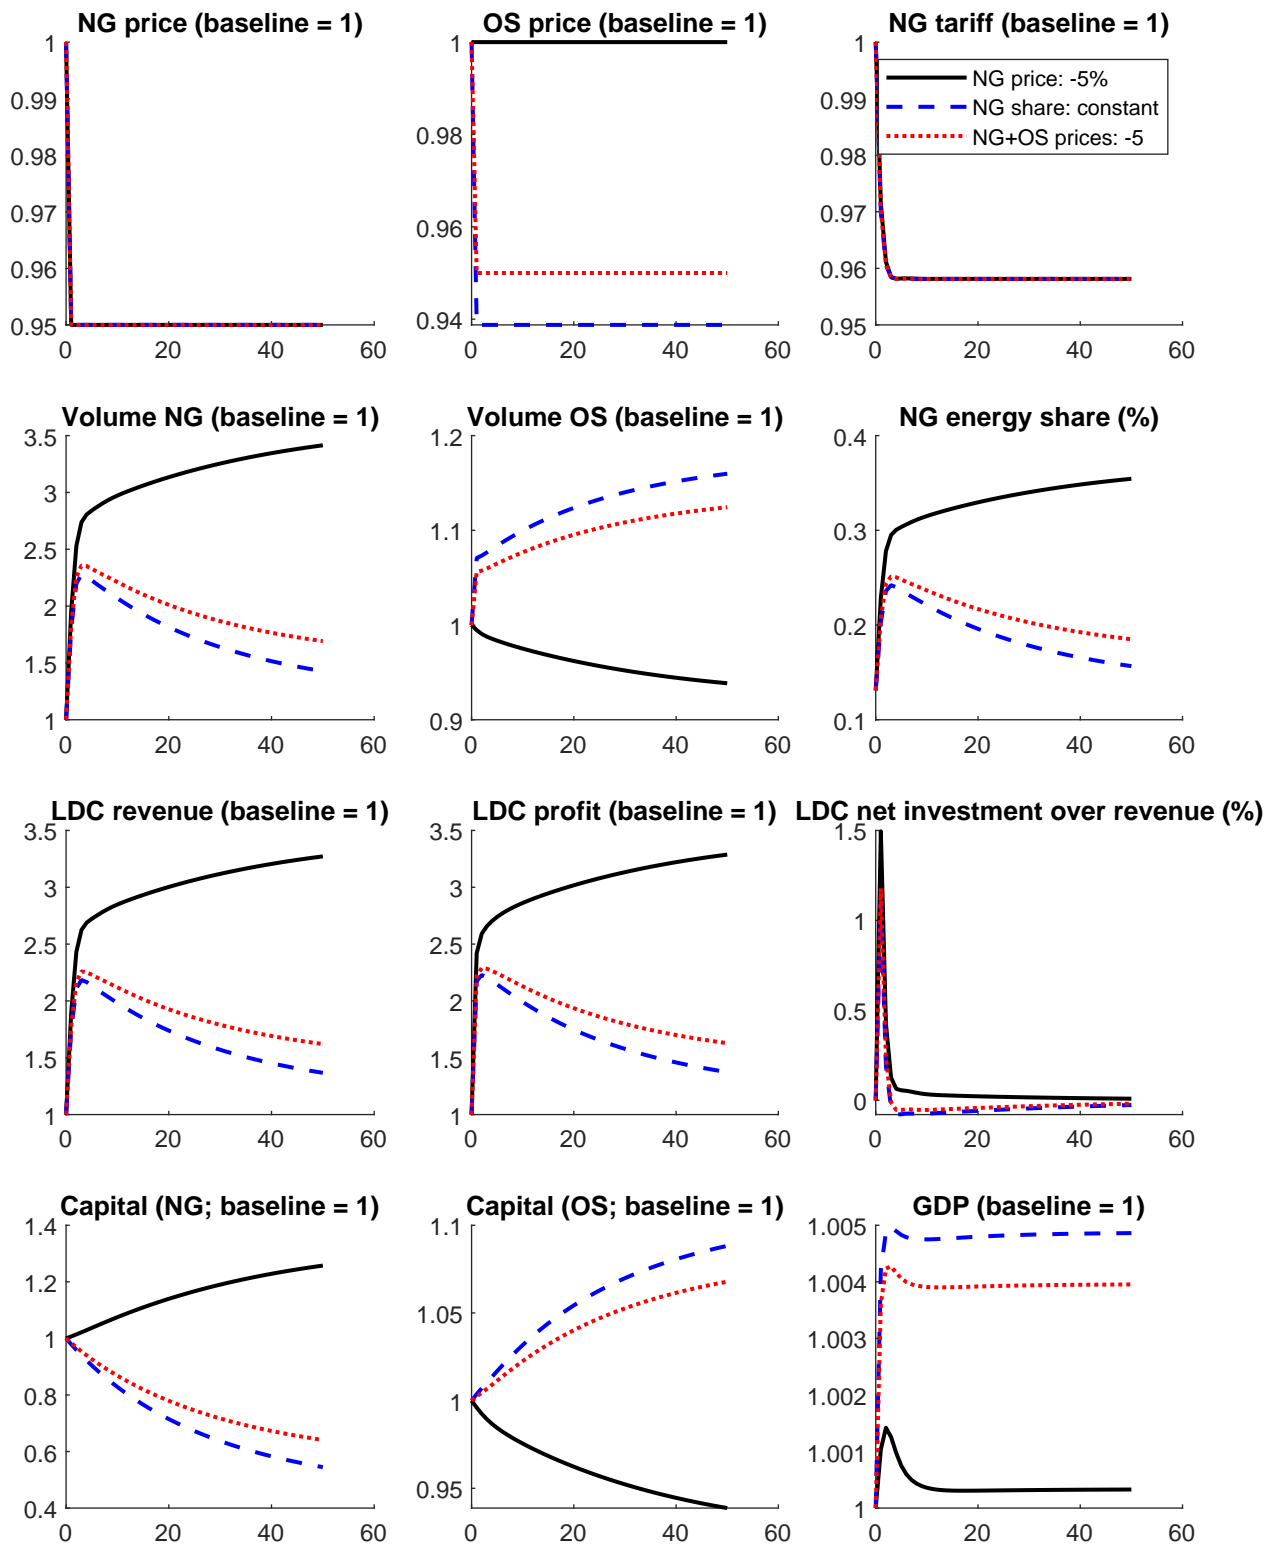 NG price (baseline = 1)
1
0.99
0.98
0.97
0.96
0.95
0 20 40 60
OS price (baseline = 1)
1
0.98
0.96
0.94
0 20 40 60
NG tariff (baseline = 1)
1
0.99
0.98
0.97
0.96
0.95
0 20 40 60
NG price: -5%
NG share: constant
NG+OS prices: -5
Volume NG (baseline = 1)
3.5
3
2.5
2
1.5
1
0 20 40 60
Volume OS (baseline = 1)
1.2
1.1
1
0.9
0 20 40 60
NG energy share (%)
0.4
0.3
0.2
0.1
0 20 40 60
LDC revenue (baseline = 1)
3.5
3
2.5
2
1.5
1
0 20 40 60
LDC profit (baseline = 1)
3.5
3
2.5
2
1.5
1
0 20 40 60
LDC net investment over revenue (%)
1.5
1
0.5
0
0 20 40 60
Capital (NG; baseline = 1)
1.4
1.2
1
0.8
0.6
0.4
0 20 40 60
Capital (OS; baseline = 1)
1.1
1.05
1
0.95
0 20 40 60
GDP (baseline = 1)
1.005
1.004
1.003
1.002
1.001
1
0 20 40 60